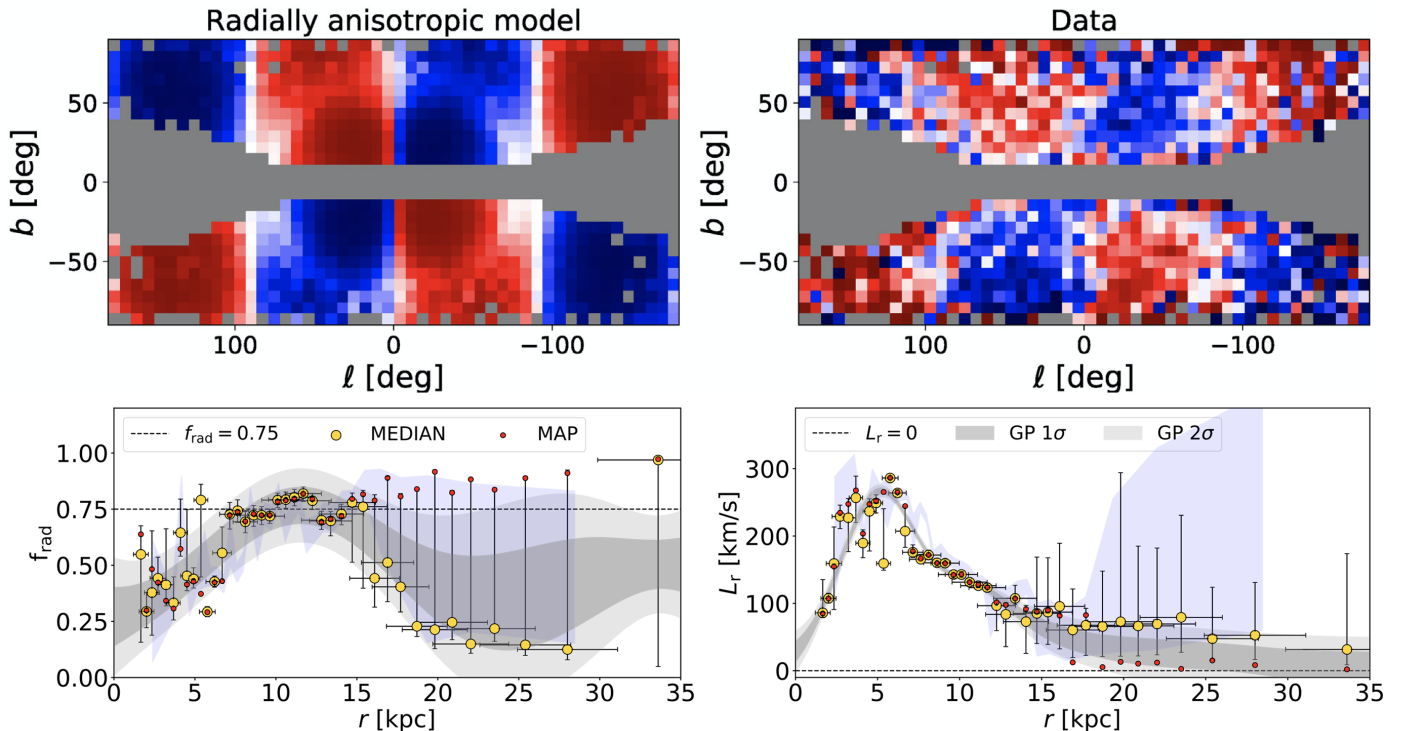 Radially anisotropic model
Data
b [deg]
50
0
−50
100
0
−100
ℓ [deg]
b [deg]
50
0
−50
100
0
−100
ℓ [deg]
f_rad = 0.75
MEDIAN
MAP
f_rad
1.00
0.75
0.50
0.25
0.00
0
5
10
15
20
25
30
35
r [kpc]
L_r = 0
GP 1σ
GP 2σ
L_r [km/s]
300
200
100
0
0
5
10
15
20
25
30
35
r [kpc]